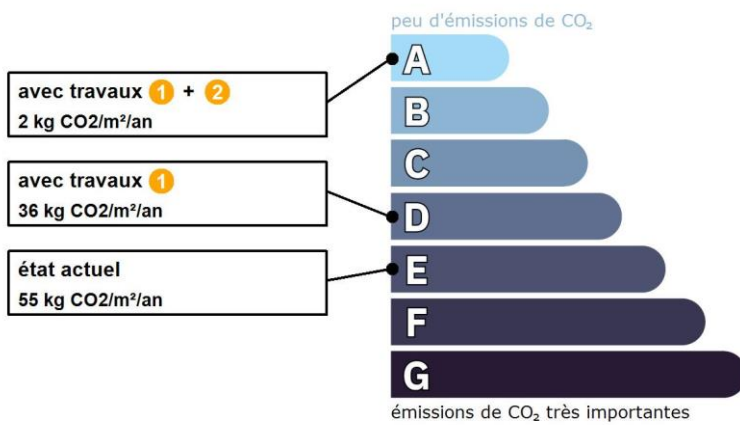 peu d'émissions de CO₂
A
avec travaux 1 + 2
2 kg CO2/m²/an
B
C
avec travaux 1
36 kg CO2/m²/an
D
état actuel
55 kg CO2/m²/an
E
F
G
émissions de CO₂ très importantes